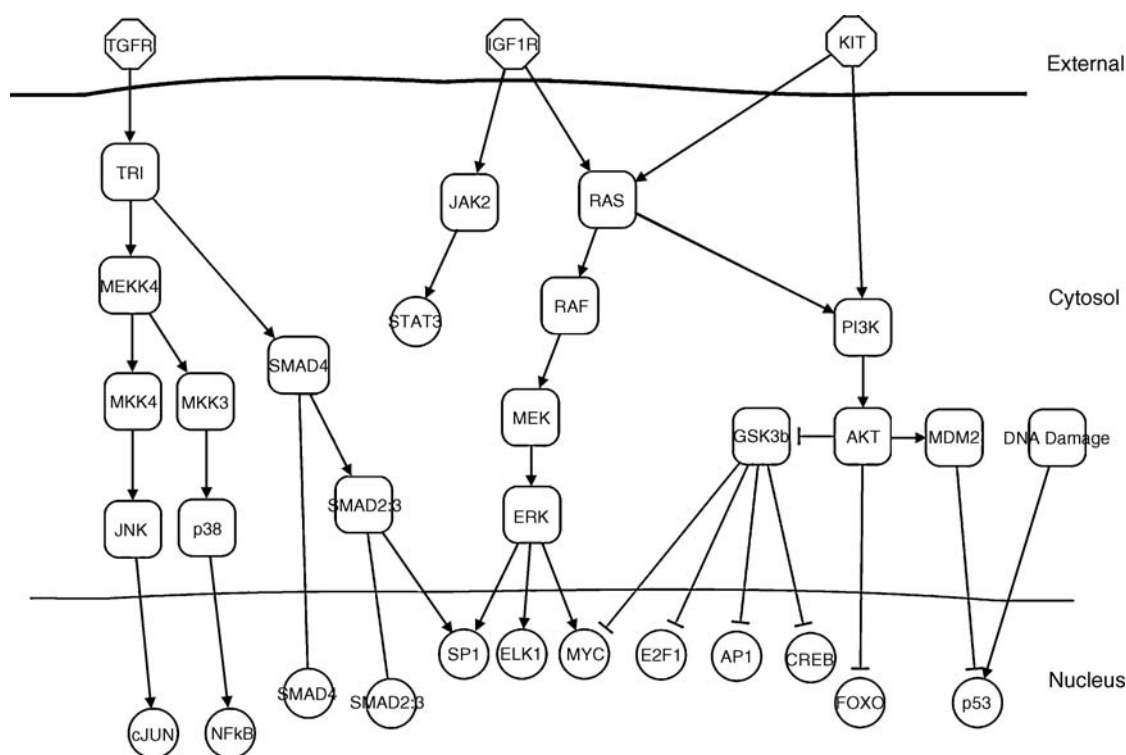 TGFR
IGF1R
KIT
External
TRI
JAK2
RAS
MEKK4
STAT3
RAF
PI3K
Cytosol
SMAD4
MKK4
MKK3
MEK
GSK3b
AKT
MDM2
DNA Damage
SMAD2:3
JNK
p38
ERK
SP1
ELK1
MYC
E2F1
AP1
CREB
SMAD4
SMAD2:3
FOXO
p53
Nucleus
cJUN
NFkB